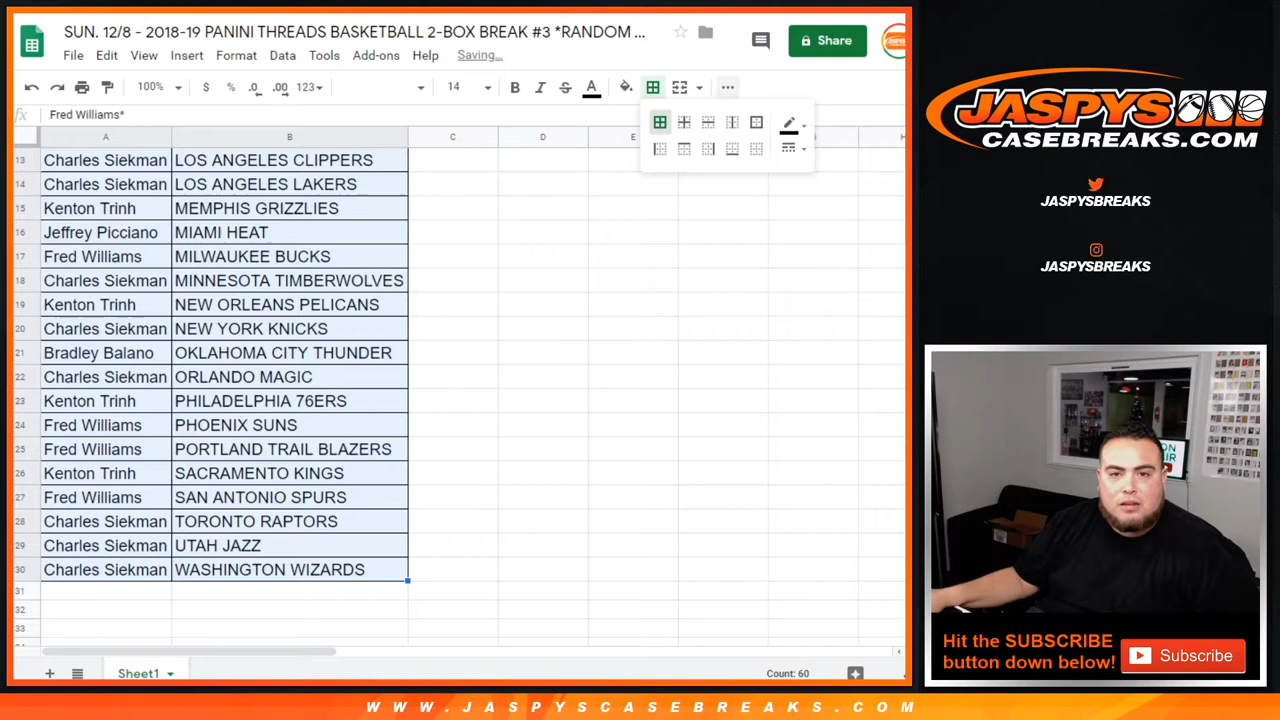 SUN. 12/8 - 2018-19 PANINI THREADS BASKETBALL 2-BOX BREAK #3 *RANDOM ...
File Edit View Insert Format Data Tools Add-ons Help Saving...
Share
100% $ % .0 .00 123 14 B I S A
fx Fred Williams*
A B C D E H
13 Charles Siekman LOS ANGELES CLIPPERS
14 Charles Siekman LOS ANGELES LAKERS
15 Kenton Trinh MEMPHIS GRIZZLIES
16 Jeffrey Picciano MIAMI HEAT
17 Fred Williams MILWAUKEE BUCKS
18 Charles Siekman MINNESOTA TIMBERWOLVES
19 Kenton Trinh NEW ORLEANS PELICANS
20 Charles Siekman NEW YORK KNICKS
21 Bradley Balano OKLAHOMA CITY THUNDER
22 Charles Siekman ORLANDO MAGIC
23 Kenton Trinh PHILADELPHIA 76ERS
24 Fred Williams PHOENIX SUNS
25 Fred Williams PORTLAND TRAIL BLAZERS
26 Kenton Trinh SACRAMENTO KINGS
27 Fred Williams SAN ANTONIO SPURS
28 Charles Siekman TORONTO RAPTORS
29 Charles Siekman UTAH JAZZ
30 Charles Siekman WASHINGTON WIZARDS
31
32
33
Sheet1
Count: 60
JASPYS
CASEBREAKS.COM
JASPYSBREAKS
JASPYSBREAKS
Hit the SUBSCRIBE
button down below!
Subscribe
WWW.JASPYSCASEBREAKS.COM